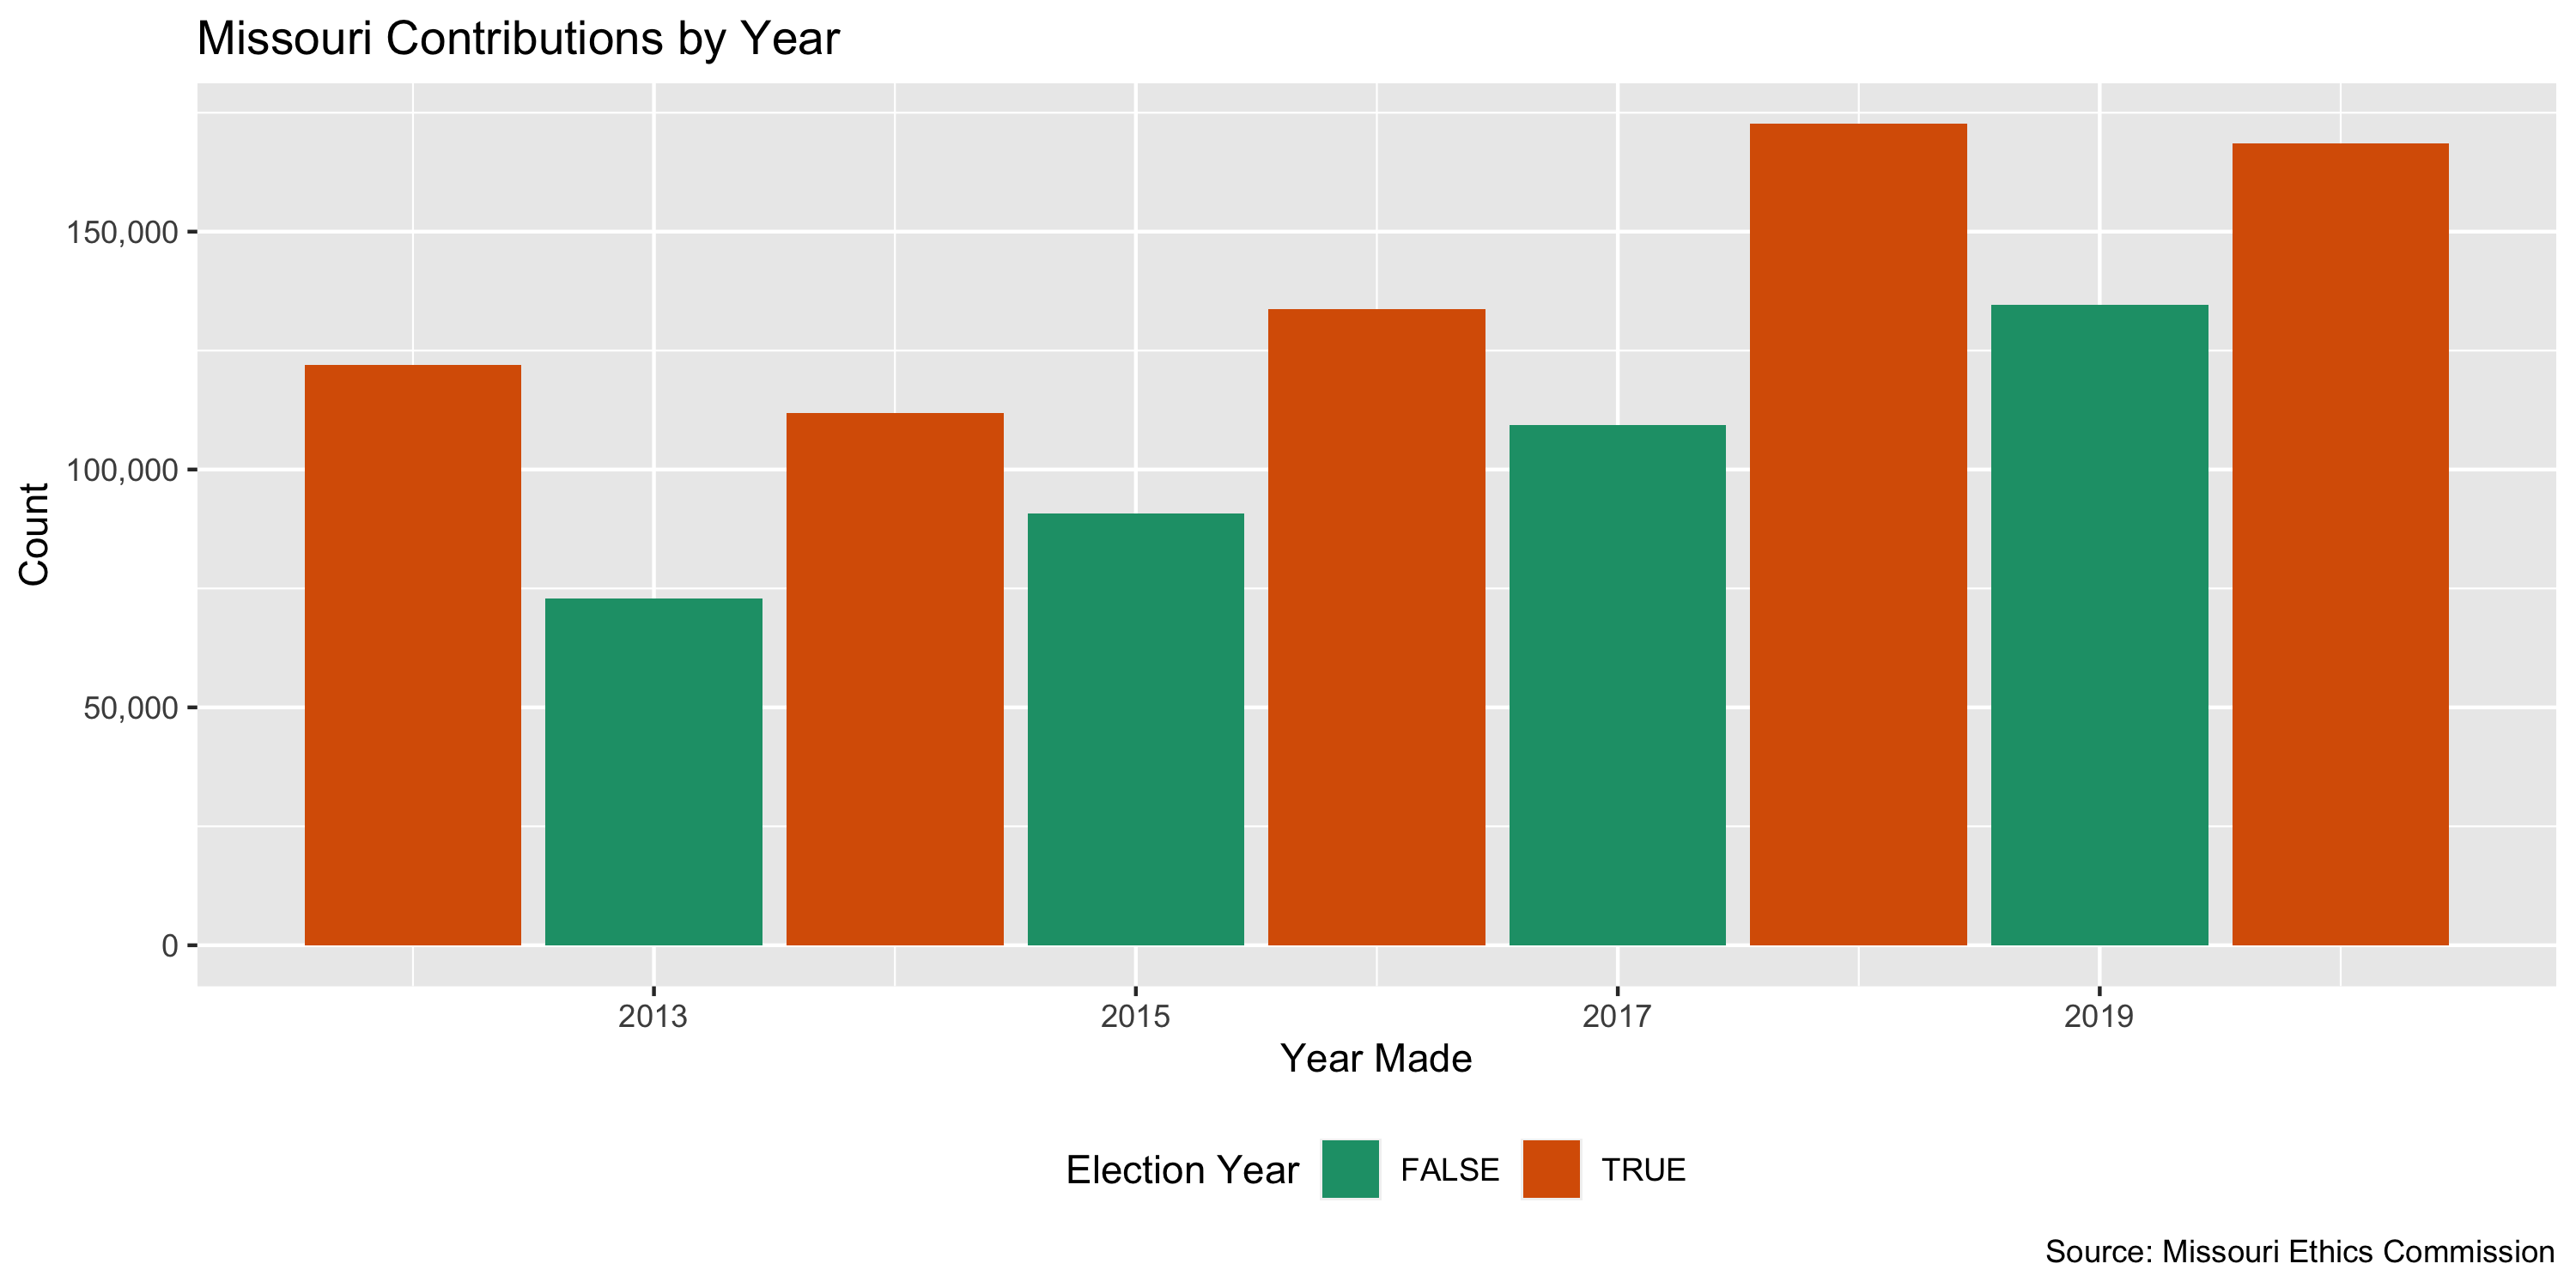 Missouri Contributions by Year
Count
150,000
100,000
50,000
0
2013 2015 2017 2019
Year Made
Election Year FALSE TRUE
Source: Missouri Ethics Commission